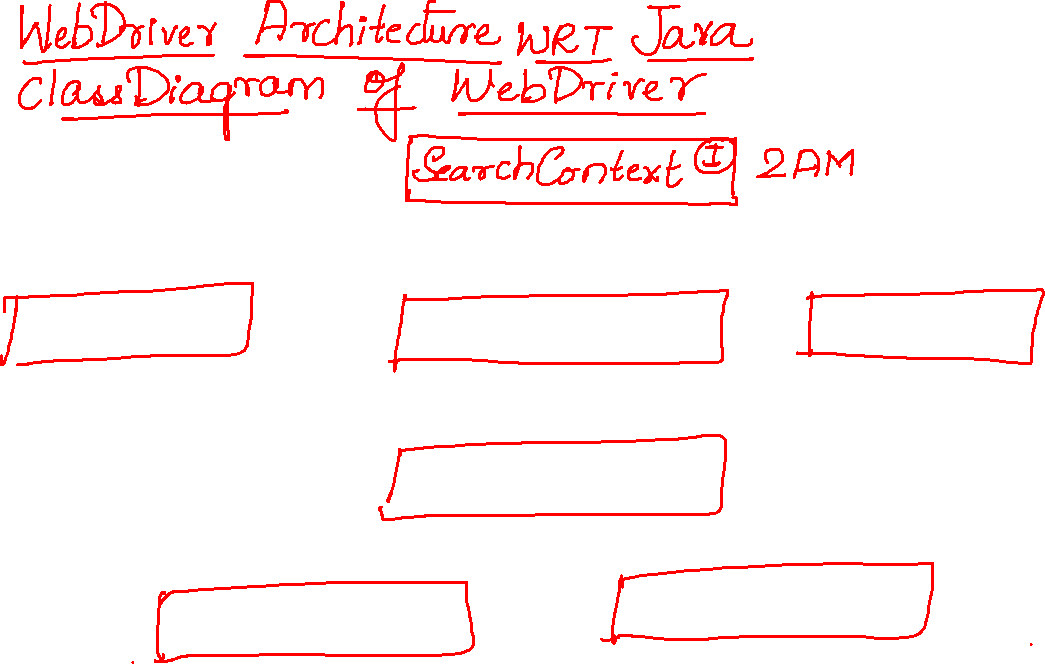 WebDriver Architecture WRT Java
classDiagram of WebDriver
SearchContext I 2AM